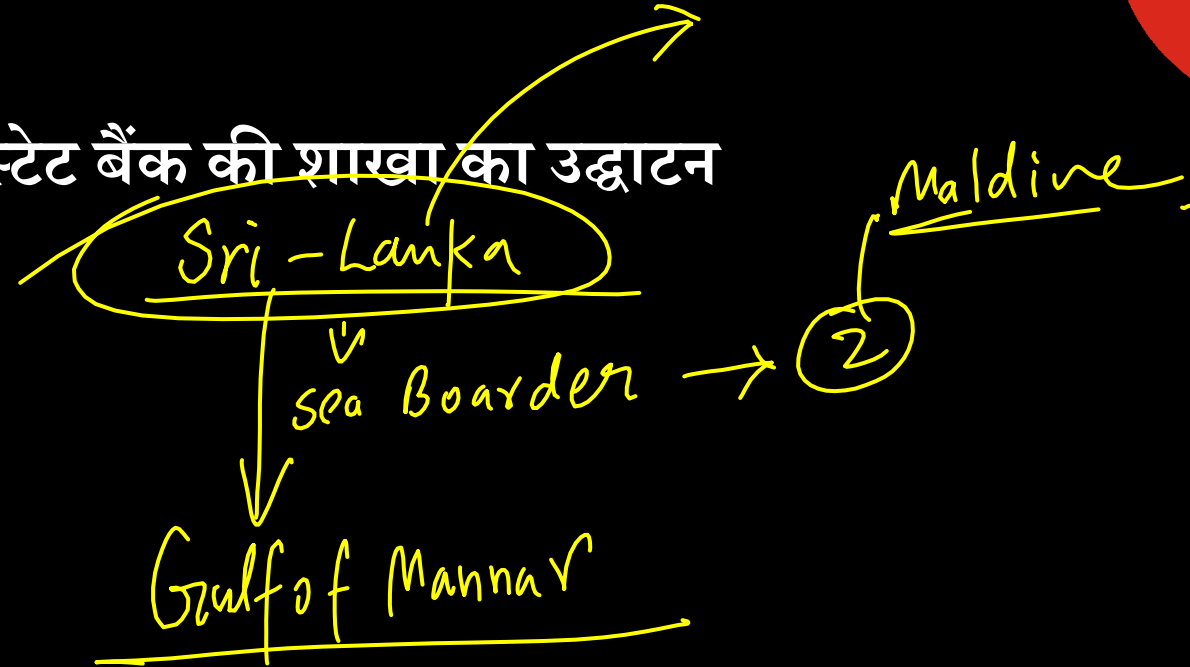 स्टेट बैंक की शाखा का उद्घाटन
Maldive
Sri-Lanka
2
sea Boarder
Gulf of Mannar